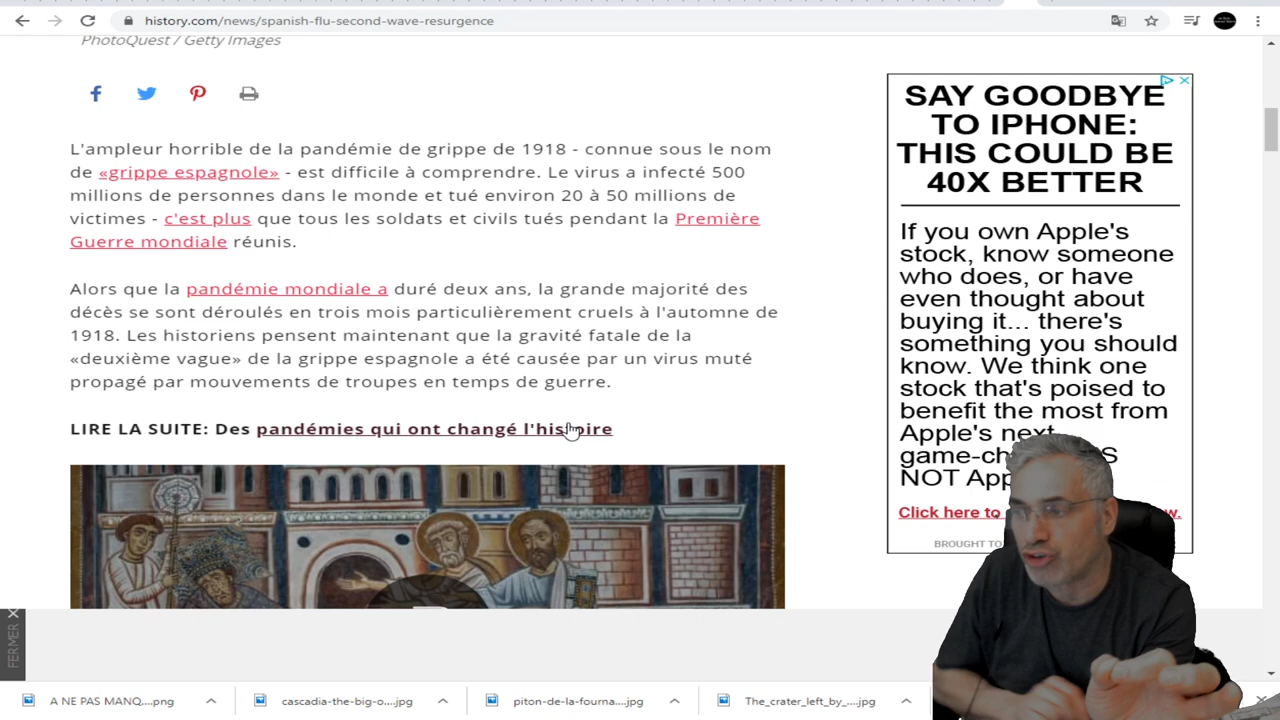 history.com/news/spanish-flu-second-wave-resurgence
PhotoQuest / Getty Images
L'ampleur horrible de la pandémie de grippe de 1918 - connue sous le nom
de «grippe espagnole» - est difficile à comprendre. Le virus a infecté 500
millions de personnes dans le monde et tué environ 20 à 50 millions de
victimes - c'est plus que tous les soldats et civils tués pendant la Première
Guerre mondiale réunis.
Alors que la pandémie mondiale a duré deux ans, la grande majorité des
décès se sont déroulés en trois mois particulièrement cruels à l'automne de
1918. Les historiens pensent maintenant que la gravité fatale de la
«deuxième vague» de la grippe espagnole a été causée par un virus muté
propagé par mouvements de troupes en temps de guerre.
LIRE LA SUITE: Des pandémies qui ont changé l'histoire
SAY GOODBYE
TO IPHONE:
THIS COULD BE
40X BETTER
If you own Apple's
stock, know someone
who does, or have
even thought about
buying it... there's
something you should
know. We think one
stock that's poised to
benefit the most from
Apple's next
NOT
Click here to
BROUGHT TO
FERMER
A NE PAS MANQ....png
cascadia-the-big-o....jpg
piton-de-la-fourna....jpg
The_crater_left_by_....jpg